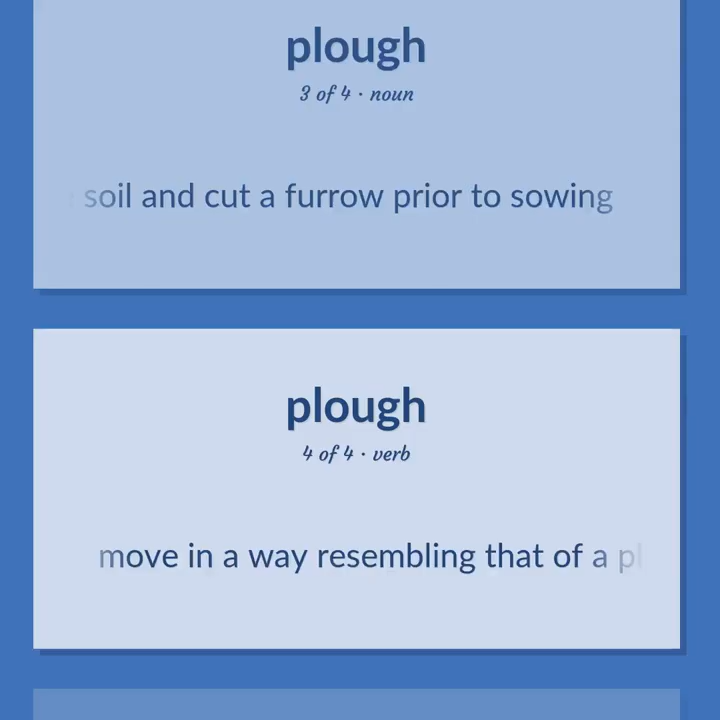 plough
3 of 4 · noun
soil and cut a furrow prior to sowing
plough
4 of 4 · verb
move in a way resembling that of a